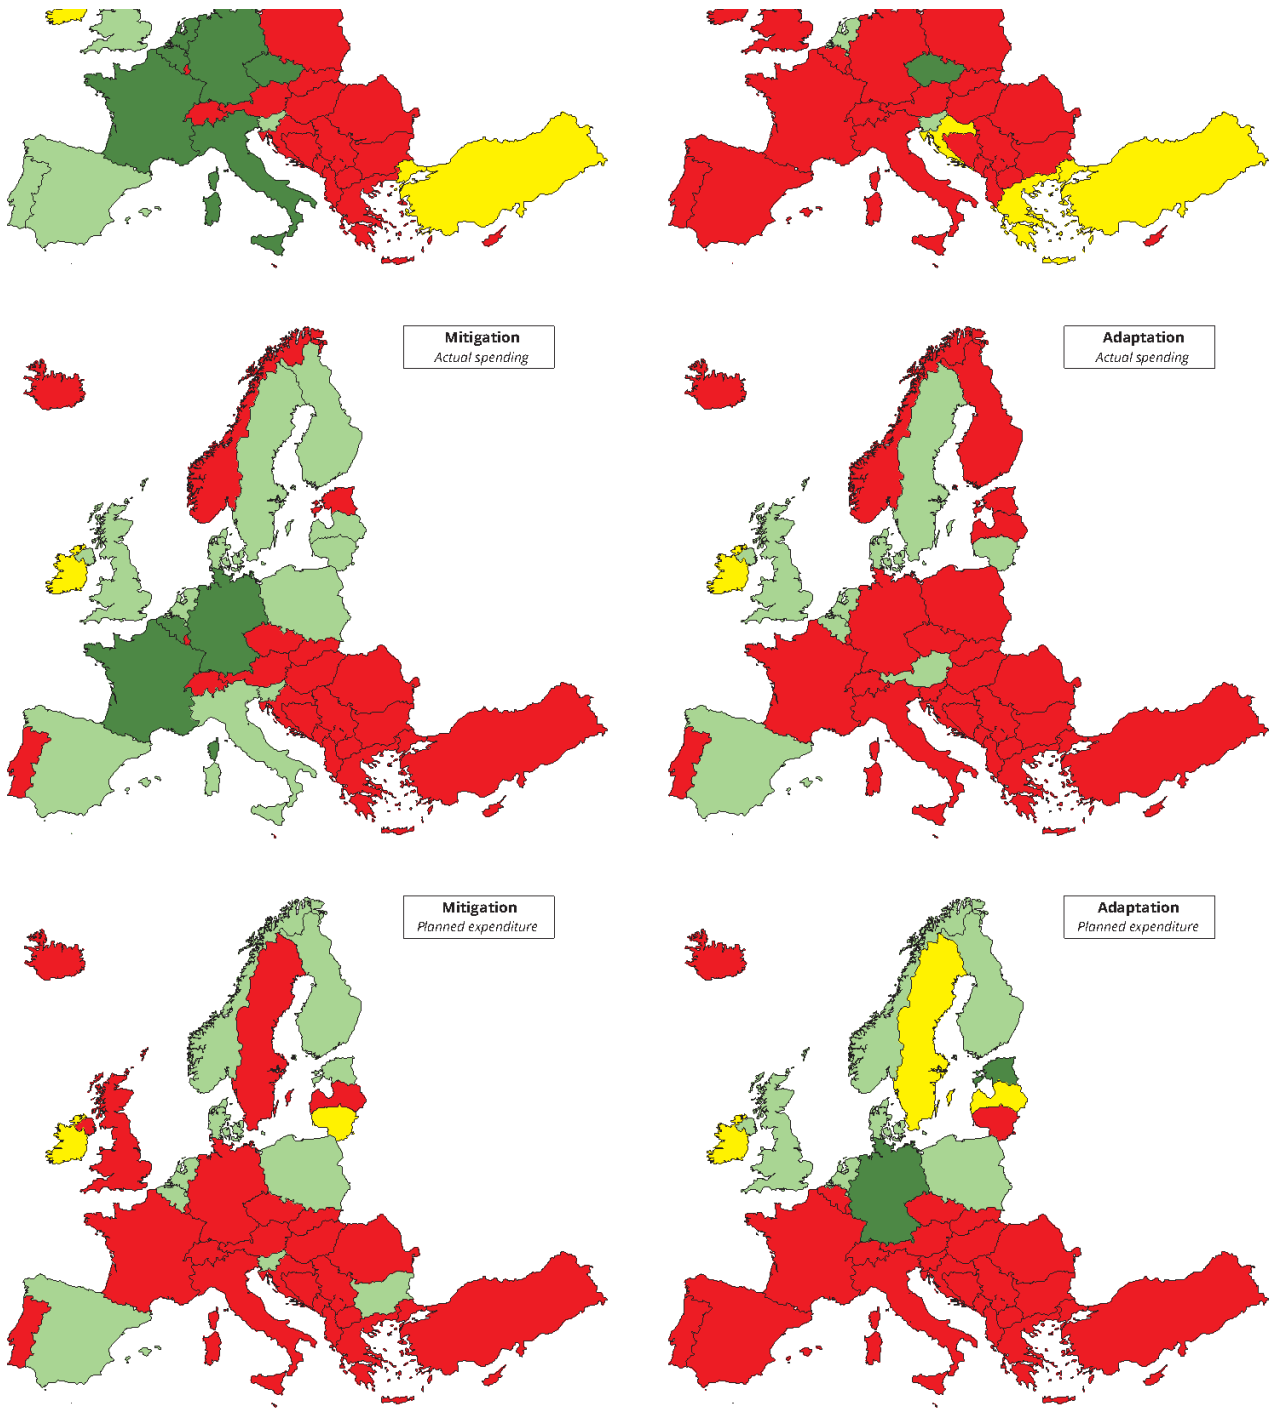 Mitigation
Actual spending
Adaptation
Actual spending
Mitigation
Planned expenditure
Adaptation
Planned expenditure